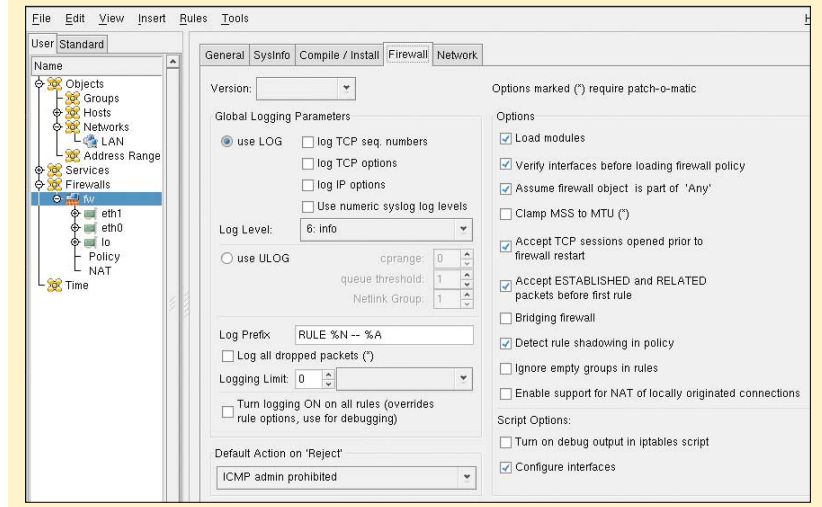 File Edit View Insert Rules Tools
User Standard
Name
Objects
Groups
Hosts
Networks
LAN
Address Range
Services
Firewalls
fw
eth1
eth0
lo
Policy
NAT
Time
General SysInfo Compile / Install Firewall Network
Version:
Options marked (*) require patch-o-matic
Global Logging Parameters
use LOG
log TCP seq. numbers
log TCP options
log IP options
Use numeric syslog log levels
Log Level: 6: info
use ULOG
cprange: 0
queue threshold: 1
Netlink Group: 1
Log Prefix RULE %N -- %A
Log all dropped packets (*)
Logging Limit: 0
Turn logging ON on all rules (overrides
rule options, use for debugging)
Default Action on 'Reject'
ICMP admin prohibited
Options
Load modules
Verify interfaces before loading firewall policy
Assume firewall object is part of 'Any'
Clamp MSS to MTU (*)
Accept TCP sessions opened prior to
firewall restart
Accept ESTABLISHED and RELATED
packets before first rule
Bridging firewall
Detect rule shadowing in policy
Ignore empty groups in rules
Enable support for NAT of locally originated connections
Script Options:
Turn on debug output in iptables script
Configure interfaces